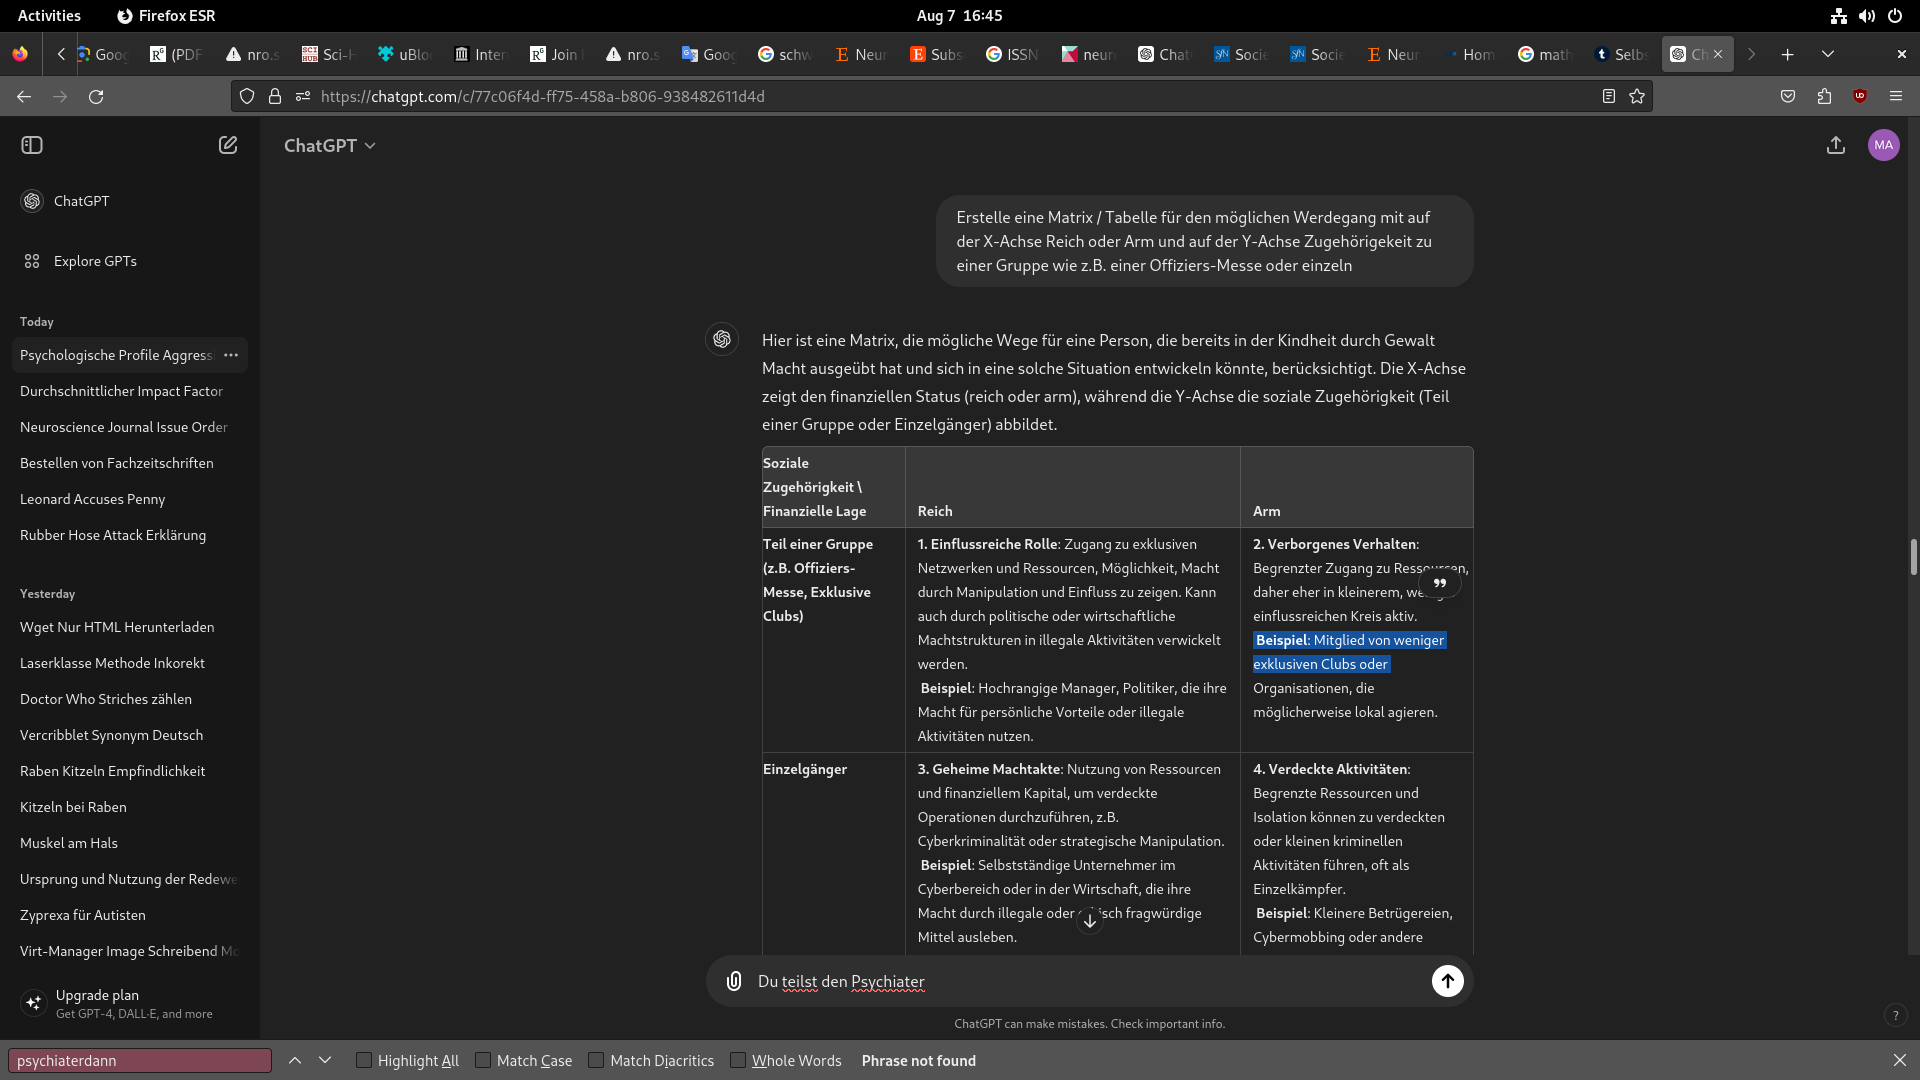 Activities
Firefox ESR
Aug 7 16:45
Goog
(PDF
nro.s
Sci-H
uBlo
Inter
Join
nro.s
Goog
schw
Neur
Subs
ISSN
neur
Chat
Socie
Socie
Neur
Hom
math
Selbs
Ch
https://chatgpt.com/c/77c06f4d-ff75-458a-b806-938482611d4d
ChatGPT
MA
ChatGPT
Explore GPTs
Today
Psychologische Profile Aggress
Durchschnittlicher Impact Factor
Neuroscience Journal Issue Order
Bestellen von Fachzeitschriften
Leonard Accuses Penny
Rubber Hose Attack Erklärung
Yesterday
Wget Nur HTML Herunterladen
Laserklasse Methode Inkorekt
Doctor Who Striches zählen
Vercribblet Synonym Deutsch
Raben Kitzeln Empfindlichkeit
Kitzeln bei Raben
Muskel am Hals
Ursprung und Nutzung der Redewe
Zyprexa für Autisten
Virt-Manager Image Schreibend Mo
Upgrade plan
Get GPT-4, DALL·E, and more
Erstelle eine Matrix / Tabelle für den möglichen Werdegang mit auf
der X-Achse Reich oder Arm und auf der Y-Achse Zugehörigekeit zu
einer Gruppe wie z.B. einer Offiziers-Messe oder einzeln
Hier ist eine Matrix, die mögliche Wege für eine Person, die bereits in der Kindheit durch Gewalt
Macht ausgeübt hat und sich in eine solche Situation entwickeln könnte, berücksichtigt. Die X-Achse
zeigt den finanziellen Status (reich oder arm), während die Y-Achse die soziale Zugehörigkeit (Teil
einer Gruppe oder Einzelgänger) abbildet.
Soziale
Zugehörigkeit \
Finanzielle Lage
Reich
Arm
Teil einer Gruppe
(z.B. Offiziers-
Messe, Exklusive
Clubs)
1. Einflussreiche Rolle: Zugang zu exklusiven
Netzwerken und Ressourcen, Möglichkeit, Macht
durch Manipulation und Einfluss zu zeigen. Kann
auch durch politische oder wirtschaftliche
Machtstrukturen in illegale Aktivitäten verwickelt
werden.
Beispiel: Hochrangige Manager, Politiker, die ihre
Macht für persönliche Vorteile oder illegale
Aktivitäten nutzen.
2. Verborgenes Verhalten:
Begrenzter Zugang zu Ressourcen,
daher eher in kleinerem, wenig
einflussreichen Kreis aktiv.
Beispiel: Mitglied von weniger
exklusiven Clubs oder
Organisationen, die
möglicherweise lokal agieren.
Einzelgänger
3. Geheime Machtakte: Nutzung von Ressourcen
und finanziellem Kapital, um verdeckte
Operationen durchzuführen, z.B.
Cyberkriminalität oder strategische Manipulation.
Beispiel: Selbstständige Unternehmer im
Cyberbereich oder in der Wirtschaft, die ihre
Macht durch illegale oder ethisch fragwürdige
Mittel ausleben.
4. Verdeckte Aktivitäten:
Begrenzte Ressourcen und
Isolation können zu verdeckten
oder kleinen kriminellen
Aktivitäten führen, oft als
Einzelkämpfer.
Beispiel: Kleinere Betrügereien,
Cybermobbing oder andere
Du teilst den Psychiater
ChatGPT can make mistakes. Check important info.
?
psychiaterdann
Highlight All
Match Case
Match Diacritics
Whole Words
Phrase not found